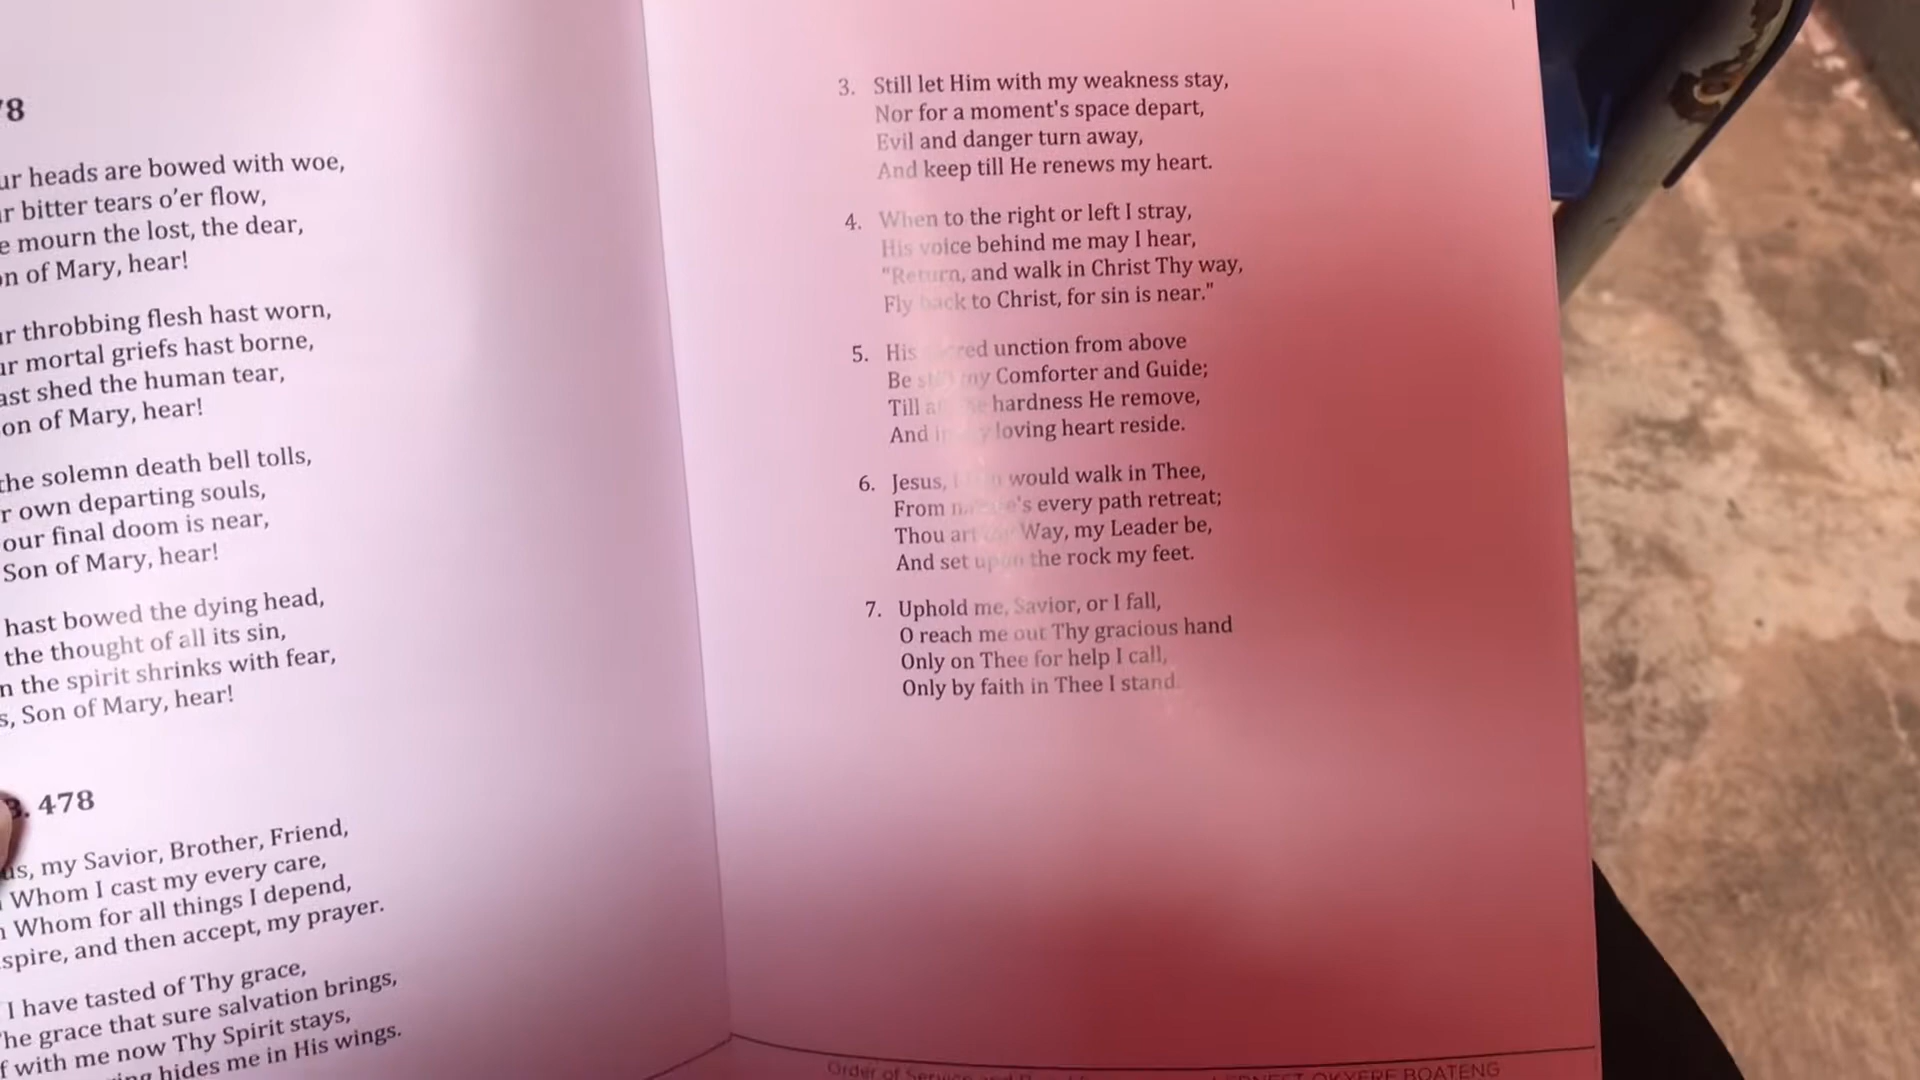 78
ur heads are bowed with woe,
r bitter tears o'er flow,
e mourn the lost, the dear,
on of Mary, hear!
ur throbbing flesh hast worn,
ur mortal griefs hast borne,
ast shed the human tear,
on of Mary, hear!
the solemn death bell tolls,
r own departing souls,
our final doom is near,
Son of Mary, hear!
hast bowed the dying head,
the thought of all its sin,
n the spirit shrinks with fear,
s, Son of Mary, hear!
B. 478
us, my Savior, Brother, Friend,
Whom I cast my every care,
n Whom for all things I depend,
spire, and then accept, my prayer.
I have tasted of Thy grace,
The grace that sure salvation brings,
f with me now Thy Spirit stays,
hides me in His wings.
3. Still let Him with my weakness stay,
Nor for a moment's space depart,
Evil and danger turn away,
And keep till He renews my heart.
4. When to the right or left I stray,
His voice behind me may I hear,
"Return, and walk in Christ Thy way,
Fly back to Christ, for sin is near."
5. His sacred unction from above
Be still my Comforter and Guide;
Till hardness He remove,
And in my loving heart reside.
6. Jesus, I would walk in Thee,
From nature's every path retreat;
Thou art the Way, my Leader be,
And set upon the rock my feet.
7. Uphold me, Savior, or I fall,
O reach me out Thy gracious hand
Only on Thee for help I call,
Only by faith in Thee I stand.
Order of Service OKYERE BOATENG